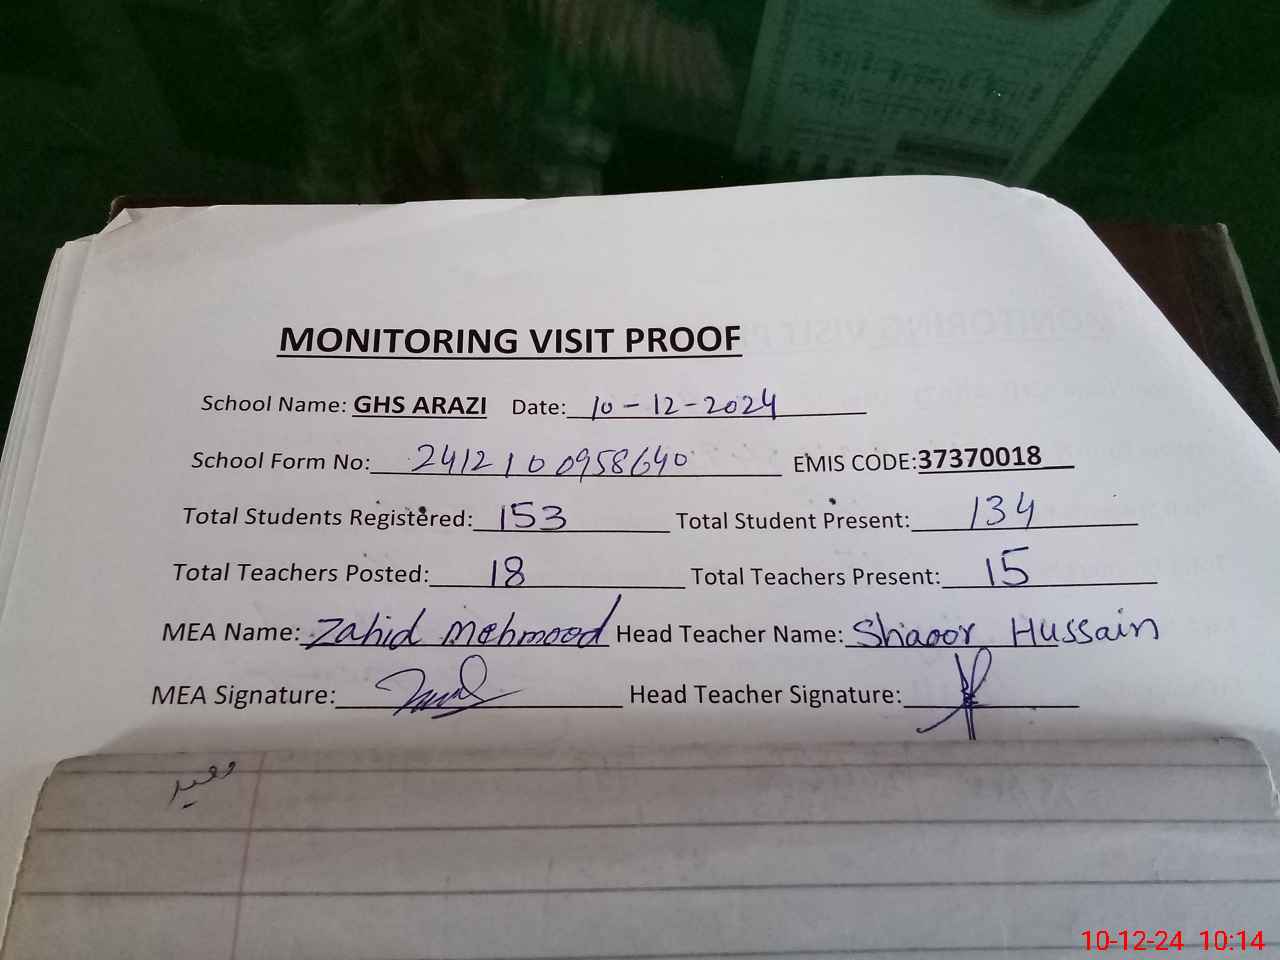 MONITORING VISIT PROOF
School Name: GHS ARAZI Date: 10-12-2024
School Form No: 2412100958640 EMIS CODE:37370018
Total Students Registered: 153 Total Student Present: 134
Total Teachers Posted: 18 Total Teachers Present: 15
MEA Name: Zahid Mehmood Head Teacher Name: Shaoor Hussain
MEA Signature: Head Teacher Signature:
10-12-24 10:14